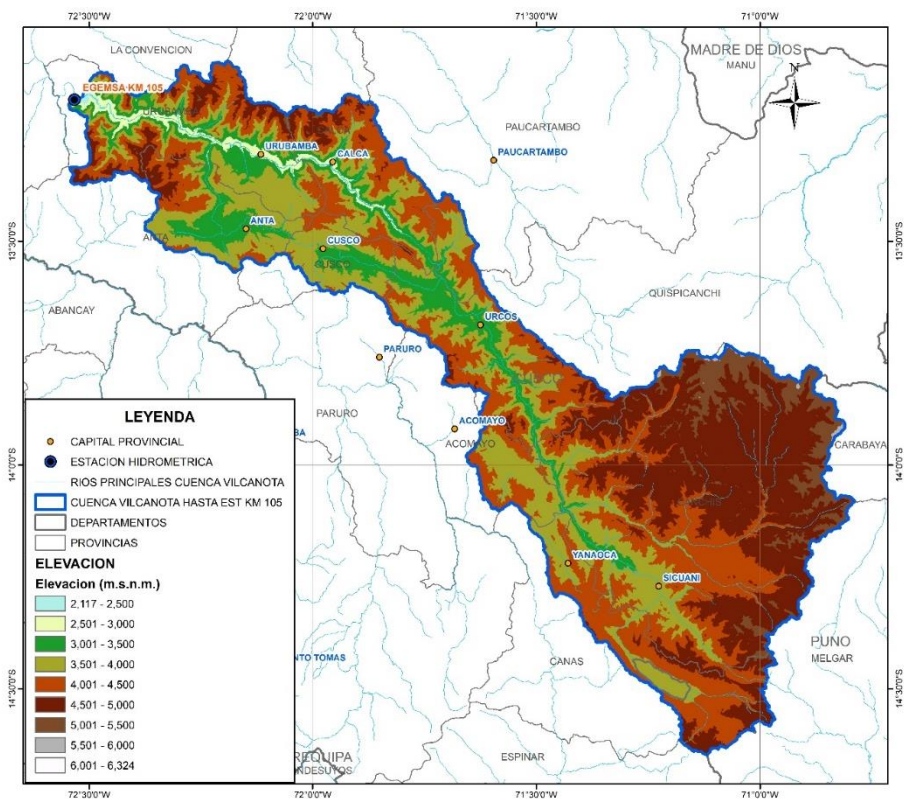 72°30'0"W 72°0'0"W 71°30'0"W 71°0'0"W
LA CONVENCION
MADRE DE DIOS
MANU
N
EGEMSA KM 105
PAUCARTAMBO
PAUCARTAMBO
URUBAMBA
CALCA
ANTA
ANTA
CUSCO
13°30'0"S 13°30'0"S
QUISPICANCHI
ABANCAY
URCOS
PARURO
PARURO
ACOMAYO
ACOMAYO
CARABAYA
14°0'0"S 14°0'0"S
YANAOCA
SICUANI
PUNO
MELGAR
NTO TOMAS
CANAS
14°30'0"S 14°30'0"S
ESPINAR
REQUIPA
NDESUTOS
LEYENDA
CAPITAL PROVINCIAL
ESTACION HIDROMETRICA
RIOS PRINCIPALES CUENCA VILCANOTA
CUENCA VILCANOTA HASTA EST KM 105
DEPARTAMENTOS
PROVINCIAS
ELEVACION
Elevacion (m.s.n.m.)
2,117 - 2,500
2,501 - 3,000
3,001 - 3,500
3,501 - 4,000
4,001 - 4,500
4,501 - 5,000
5,001 - 5,500
5,501 - 6,000
6,001 - 6,324
72°30'0"W 72°0'0"W 71°30'0"W 71°0'0"W